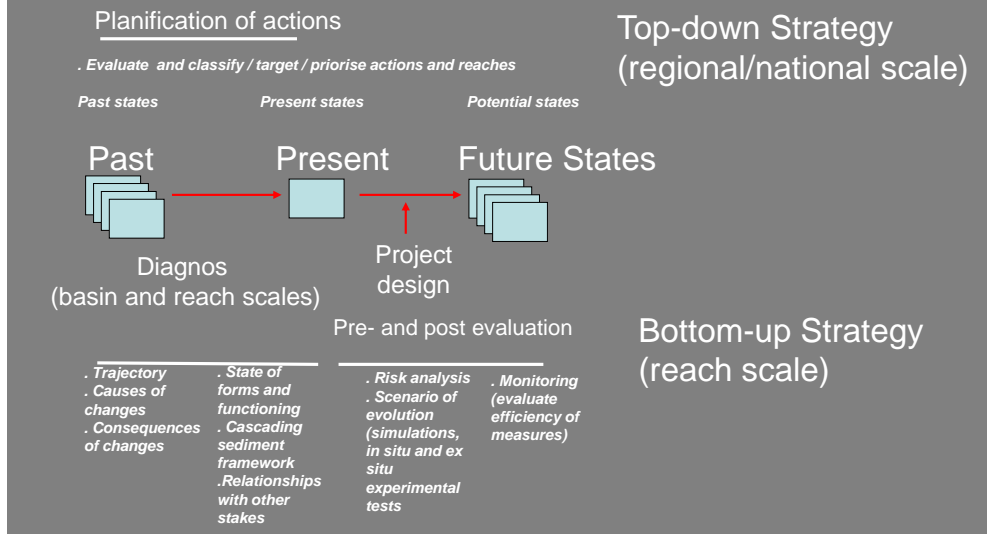 Planification of actions
Top-down Strategy
(regional/national scale)
. Evaluate and classify / target / priorise actions and reaches
Past states
Present states
Potential states
Past
Present
Future States
Project
design
Diagnos
(basin and reach scales)
Pre- and post evaluation
Bottom-up Strategy
(reach scale)
. Trajectory
. Causes of
changes
. Consequences
of changes
. State of
forms and
functioning
. Cascading
sediment
framework
.Relationships
with other
stakes
. Risk analysis
. Scenario of
evolution
(simulations,
in situ and ex
situ
experimental
tests
. Monitoring
(evaluate
efficiency of
measures)